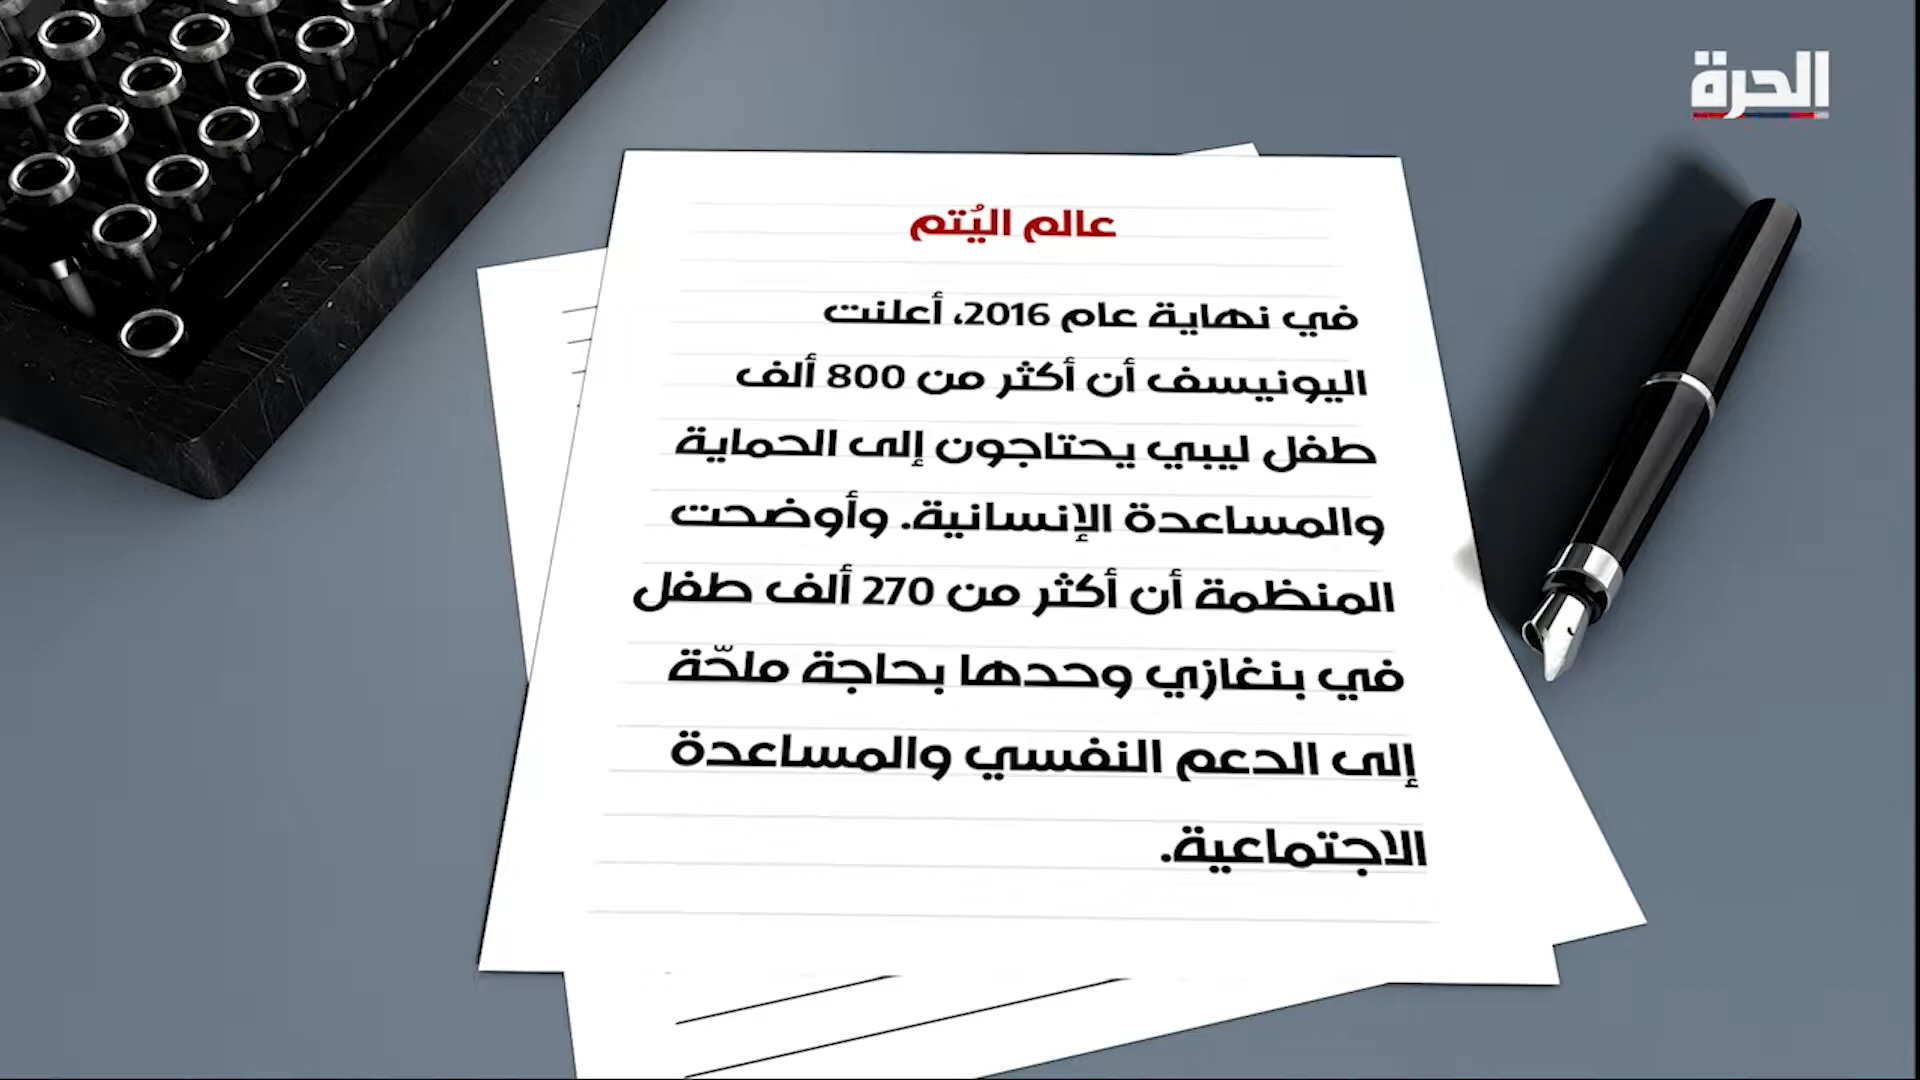 الحرة
عالم اليُتم
في نهاية عام 2016، أعلنت
اليونيسف أن أكثر من 800 ألف
طفل ليبي يحتاجون إلى الحماية
والمساعدة الإنسانية. وأوضحت
المنظمة أن أكثر من 270 ألف طفل
في بنغازي وحدها بحاجة ملحّة
إلى الدعم النفسي والمساعدة
الاجتماعية.